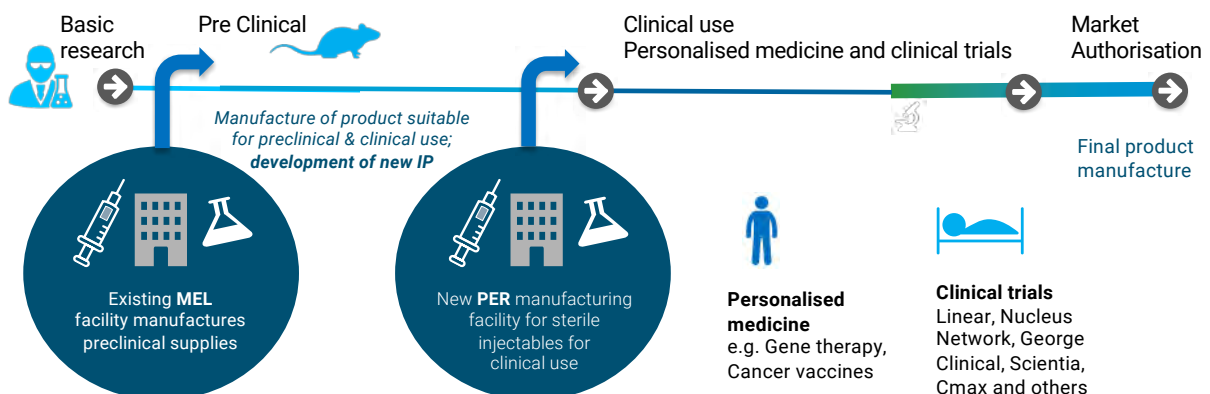 Basic
research
Pre Clinical
Clinical use
Personalised medicine and clinical trials
Market
Authorisation
Manufacture of product suitable
for preclinical & clinical use;
development of new IP
Final product
manufacture
Existing MEL
facility manufactures
preclinical supplies
New PER manufacturing
facility for sterile
injectables for
clinical use
Personalised
medicine
e.g. Gene therapy,
Cancer vaccines
Clinical trials
Linear, Nucleus
Network, George
Clinical, Scientia,
Cmax and others